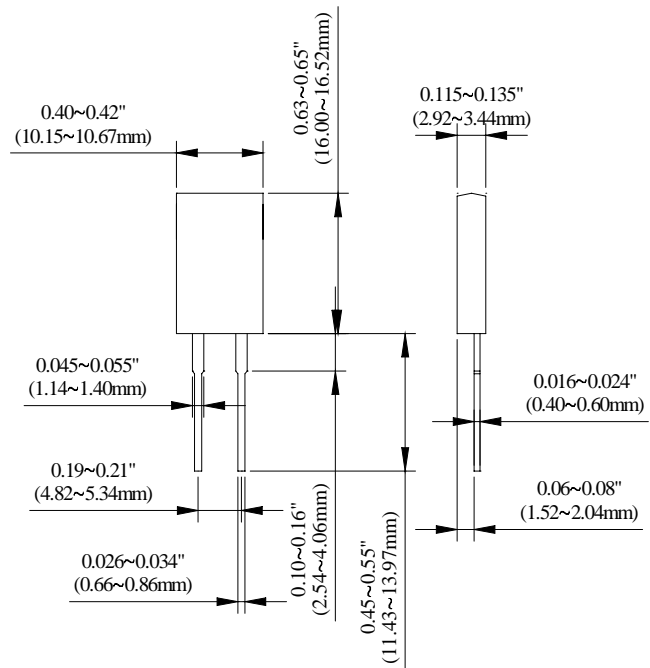 0.63~0.65"
(16.00~16.52mm)
0.40~0.42"
(10.15~10.67mm)
0.115~0.135"
(2.92~3.44mm)
0.045~0.055"
(1.14~1.40mm)
0.016~0.024"
(0.40~0.60mm)
0.19~0.21"
(4.82~5.34mm)
0.10~0.16"
(2.54~4.06mm)
0.45~0.55"
(11.43~13.97mm)
0.06~0.08"
(1.52~2.04mm)
0.026~0.034"
(0.66~0.86mm)